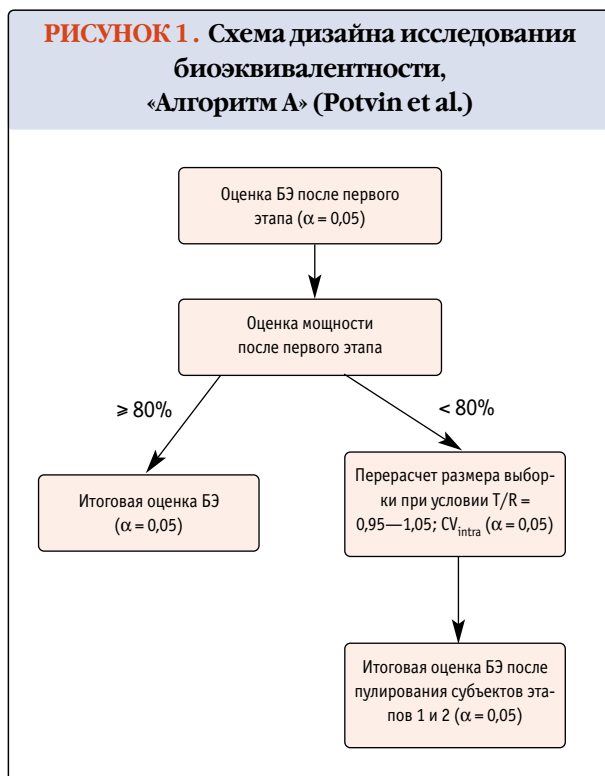 РИСУНОК 1. Схема дизайна исследования
биоэквивалентности,
«Алгоритм А» (Potvin et al.)
Оценка БЭ после первого
этапа (α = 0,05)
Оценка мощности
после первого этапа
⩾ 80%
< 80%
Итоговая оценка БЭ
(α = 0,05)
Перерасчет размера выбор-
ки при условии T/R =
0,95—1,05; CVintra (α = 0,05)
Итоговая оценка БЭ после
пулирования субъектов эта-
пов 1 и 2 (α = 0,05)